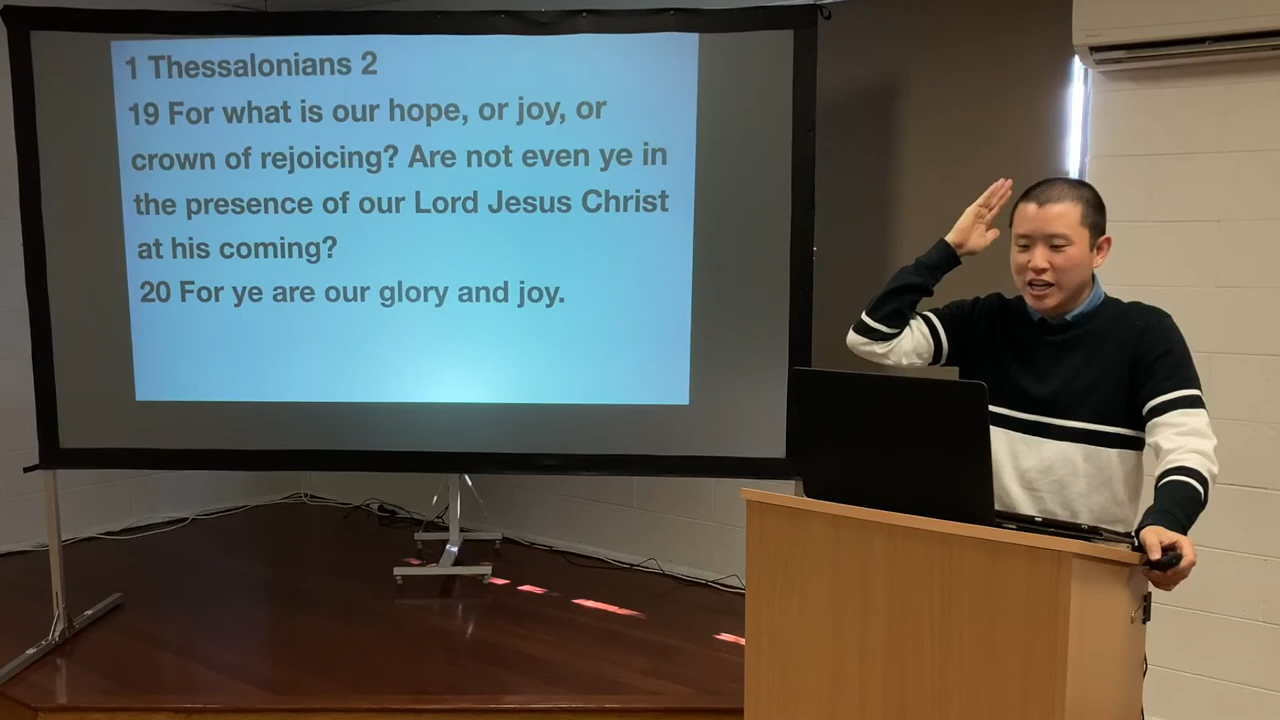 1 Thessalonians 2
19 For what is our hope, or joy, or
crown of rejoicing? Are not even ye in
the presence of our Lord Jesus Christ
at his coming?
20 For ye are our glory and joy.